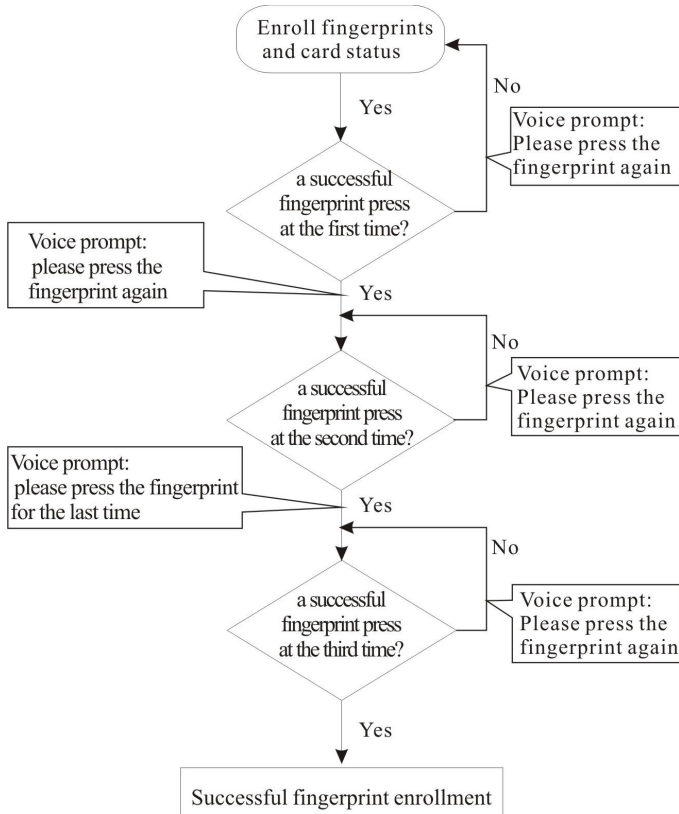 Enroll fingerprints
and card status
No
Yes
Voice prompt:
Please press the
fingerprint again
a successful
fingerprint press
at the first time?
Voice prompt:
please press the
fingerprint again
Yes
No
Voice prompt:
Please press the
fingerprint again
a successful
fingerprint press
at the second time?
Voice prompt:
please press the fingerprint
for the last time
Yes
No
a successful
fingerprint press
at the third time?
Voice prompt:
Please press the
fingerprint again
Yes
Successful fingerprint enrollment